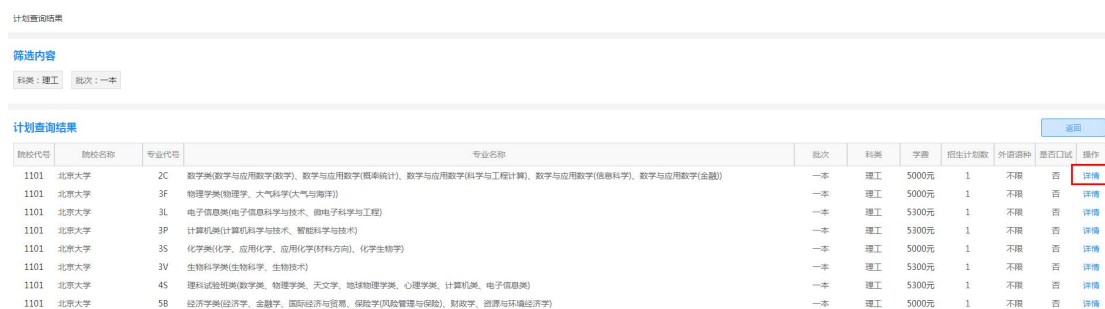 计划查询结果
筛选内容
科类：理工 批次：一本
计划查询结果 返回
院校代号 院校名称 专业代号 专业名称 批次 科类 学费 招生计划数 外语语种 是否口试 操作
1101 北京大学 2C 数学类(数学与应用数学(数学)、数学与应用数学(概率统计)、数学与应用数学(科学与工程计算)、数学与应用数学(信息科学)、数学与应用数学(金融)) 一本 理工 5000元 1 不限 否 详情
1101 北京大学 3F 物理学类(物理学、大气科学(大气与海洋)) 一本 理工 5000元 1 不限 否 详情
1101 北京大学 3L 电子信息类(电子信息科学与技术、微电子科学与工程) 一本 理工 5300元 1 不限 否 详情
1101 北京大学 3P 计算机类(计算机科学与技术、智能科学与技术) 一本 理工 5300元 1 不限 否 详情
1101 北京大学 3S 化学类(化学、应用化学、应用化学(材料方向)、化学生物学) 一本 理工 5000元 1 不限 否 详情
1101 北京大学 3V 生物科学类(生物科学、生物技术) 一本 理工 5300元 1 不限 否 详情
1101 北京大学 4S 理科试验班类(数学类、物理学类、天文学、地球物理学类、心理学类、计算机类、电子信息类) 一本 理工 5300元 1 不限 否 详情
1101 北京大学 5B 经济学类(经济学、金融学、国际经济与贸易、保险学(风险管理与保险)、财政学、资源与环境经济学) 一本 理工 5000元 1 不限 否 详情